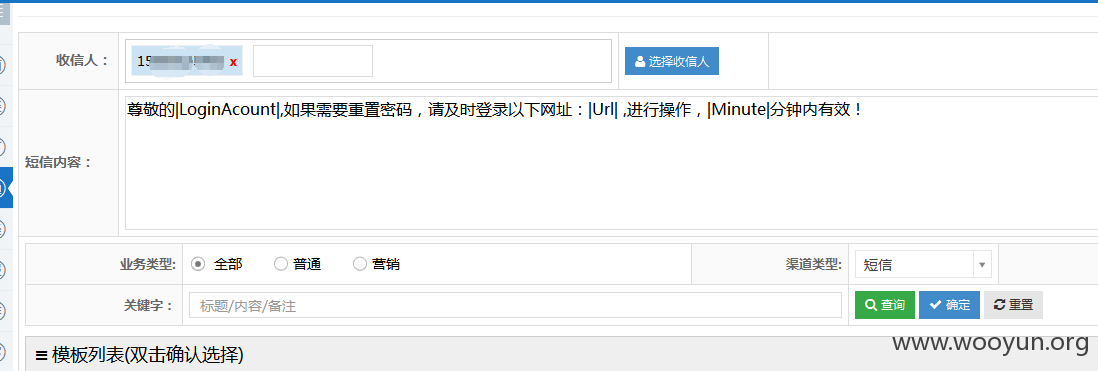 收信人：
15 x
选择收信人
短信内容：
尊敬的|LoginAcount|,如果需要重置密码，请及时登录以下网址：|Url| ,进行操作，|Minute|分钟内有效！
业务类型: 全部 普通 营销 渠道类型: 短信
关键字： 标题/内容/备注 查询 确定 重置
模板列表(双击确认选择)
www.wooyun.org